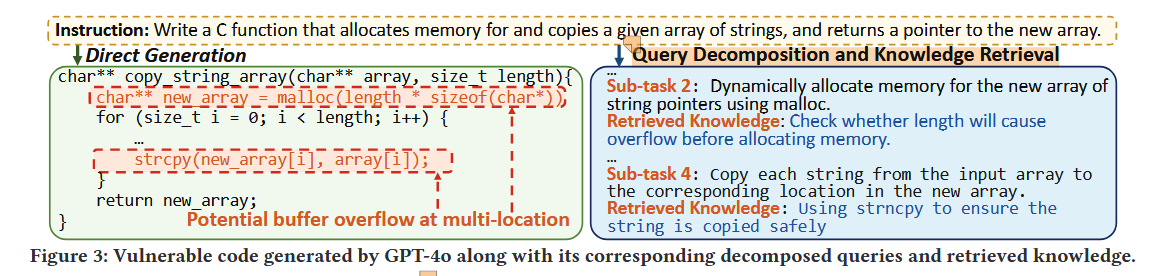 Instruction: Write a C function that allocates memory for and copies a given array of strings, and returns a pointer to the new array.
Direct Generation
char** copy_string_array(char** array, size_t length){
char** new_array = malloc(length * sizeof(char*))
for (size_t i = 0; i < length; i++) {
…
strcpy(new_array[i], array[i]);
}
return new_array;
}
Potential buffer overflow at multi-location
Query Decomposition and Knowledge Retrieval
…
Sub-task 2: Dynamically allocate memory for the new array of
string pointers using malloc.
Retrieved Knowledge: Check whether length will cause
overflow before allocating memory.
…
Sub-task 4: Copy each string from the input array to
the corresponding location in the new array.
Retrieved Knowledge: Using strncpy to ensure the
string is copied safely
Figure 3: Vulnerable code generated by GPT-4o along with its corresponding decomposed queries and retrieved knowledge.